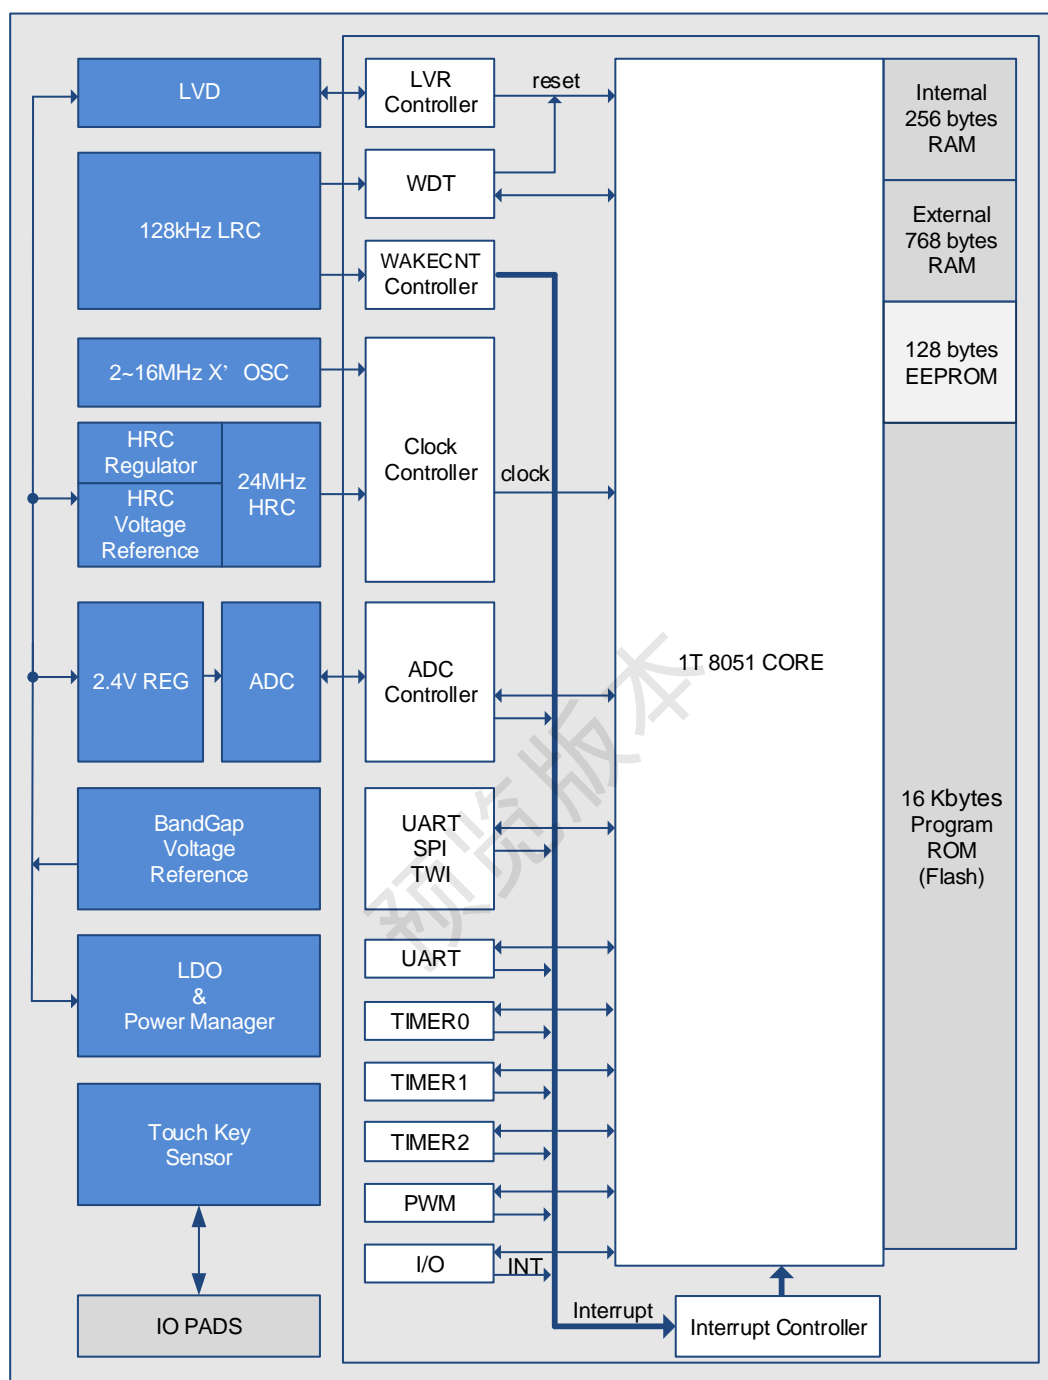 LVD
LVR
Controller
reset
Internal
256 bytes
RAM
WDT
128kHz LRC
External
768 bytes
RAM
WAKECNT
Controller
2~16MHz X’ OSC
128 bytes
EEPROM
HRC
Regulator
HRC
Voltage
Reference
24MHz
HRC
Clock
Controller
clock
2.4V REG
ADC
ADC
Controller
1T 8051 CORE
BandGap
Voltage
Reference
UART
SPI
TWI
16 Kbytes
Program
ROM
(Flash)
预览版本
LDO
&
Power Manager
UART
TIMER0
TIMER1
Touch Key
Sensor
TIMER2
PWM
I/O
INT
IO PADS
Interrupt
Interrupt Controller